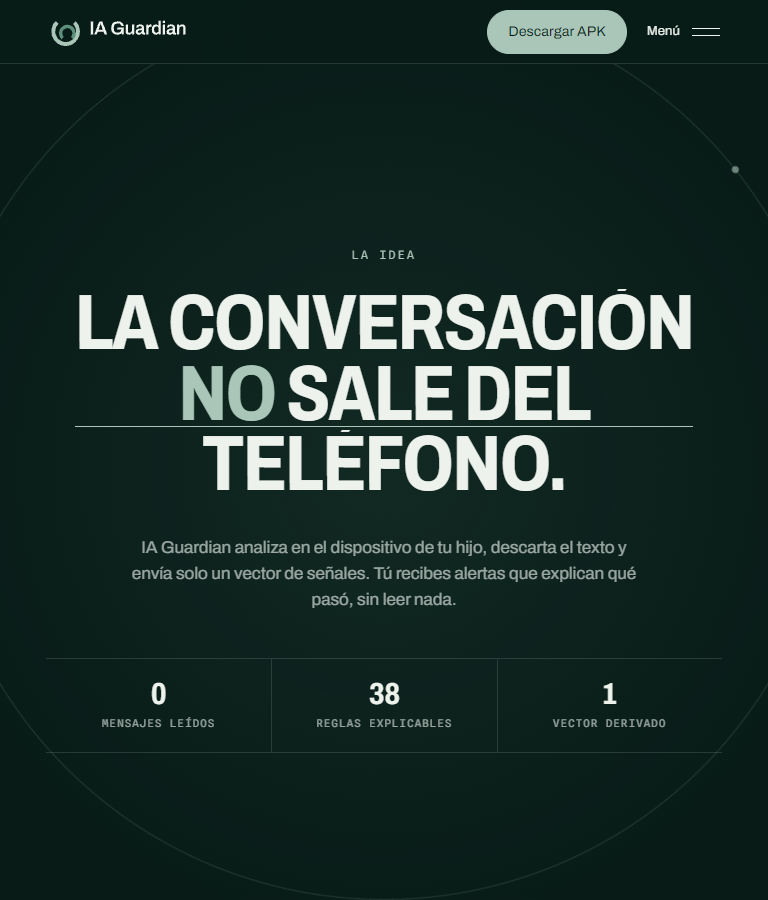 IA Guardian
Descargar APK
Menú
LA IDEA
LA CONVERSACIÓN
NO SALE DEL
TELÉFONO.
IA Guardian analiza en el dispositivo de tu hijo, descarta el texto y
envía solo un vector de señales. Tú recibes alertas que explican qué
pasó, sin leer nada.
0
MENSAJES LEÍDOS
38
REGLAS EXPLICABLES
1
VECTOR DERIVADO